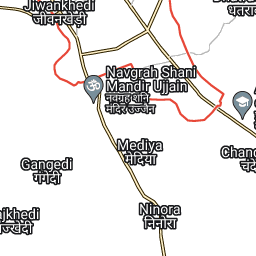 Jiwankhedi
जीवनखेड़ी
Navgrah Shani
Mandir Ujjain
नवग्रह शनि
मंदिर उज्जैन
Mediya
मेदिया
Gangedi
गंगेदी
Ninora
निनोरा